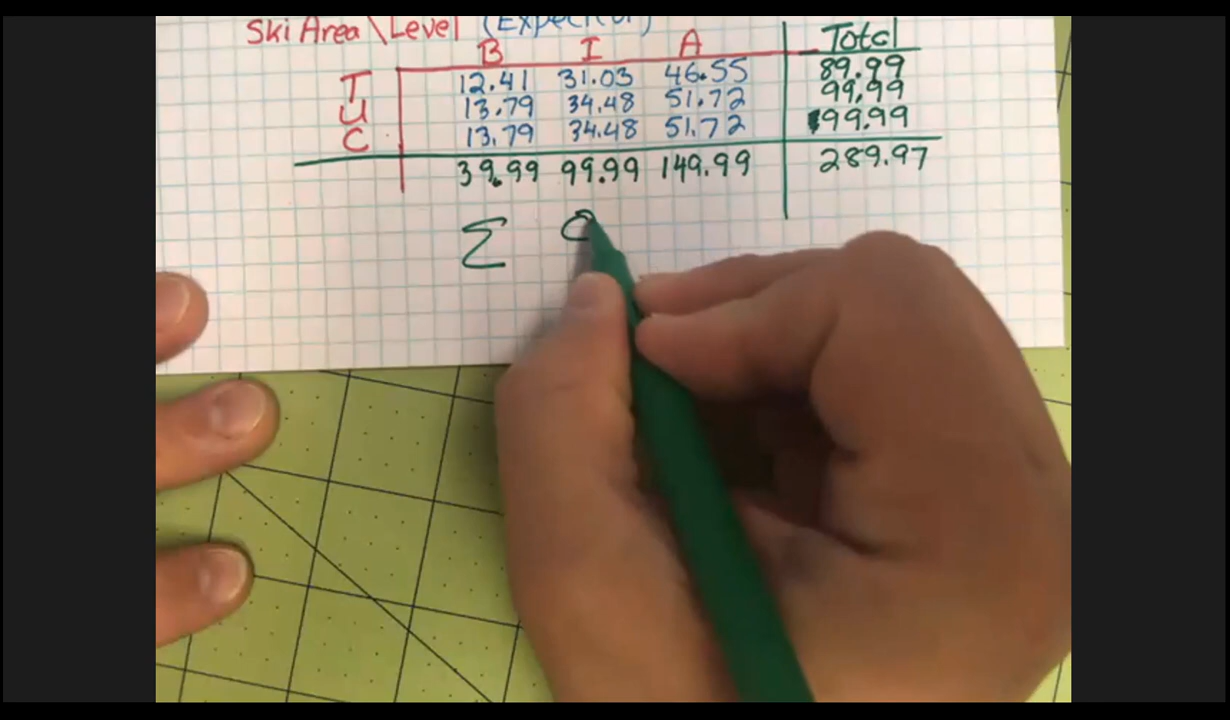 Ski Area \ Level
B I A Total
T 12.41 31.03 46.55 89.99
U 13.79 34.48 51.72 99.99
C 13.79 34.48 51.72 99.99
39.99 99.99 149.99 289.97
Σ